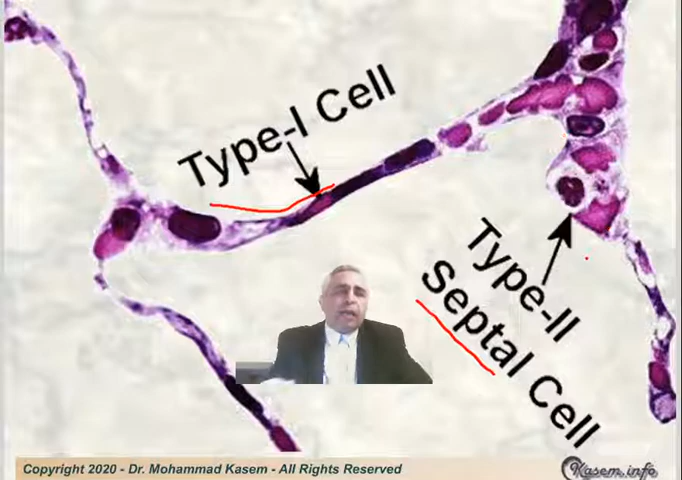 Type-I Cell
Type-II
Septal Cell
Copyright 2020 - Dr. Mohammad Kasem - All Rights Reserved
Kasem.info